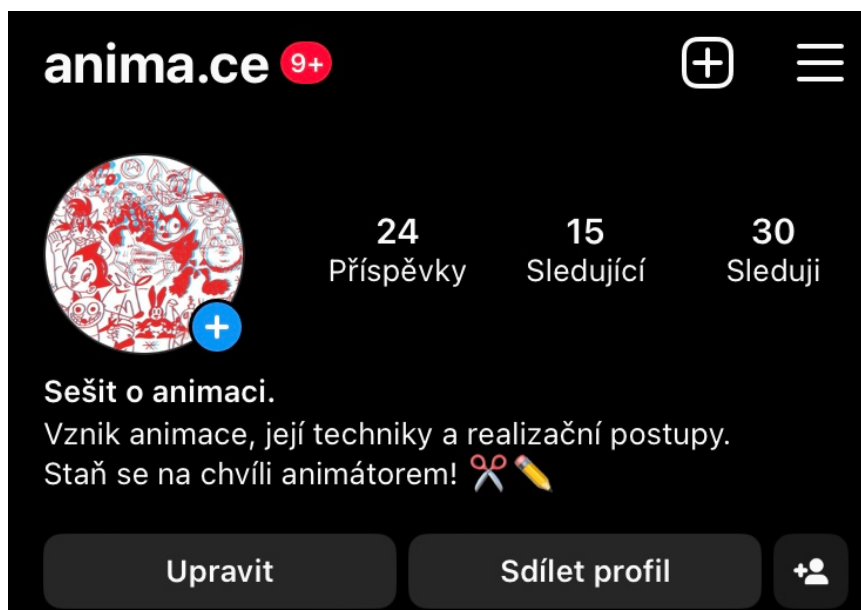 anima.ce 9+
24 15 30
Příspěvky Sledující Sleduji
Sešit o animaci.
Vznik animace, její techniky a realizační postupy.
Staň se na chvíli animátorem! ✂️✏️
Upravit Sdílet profil